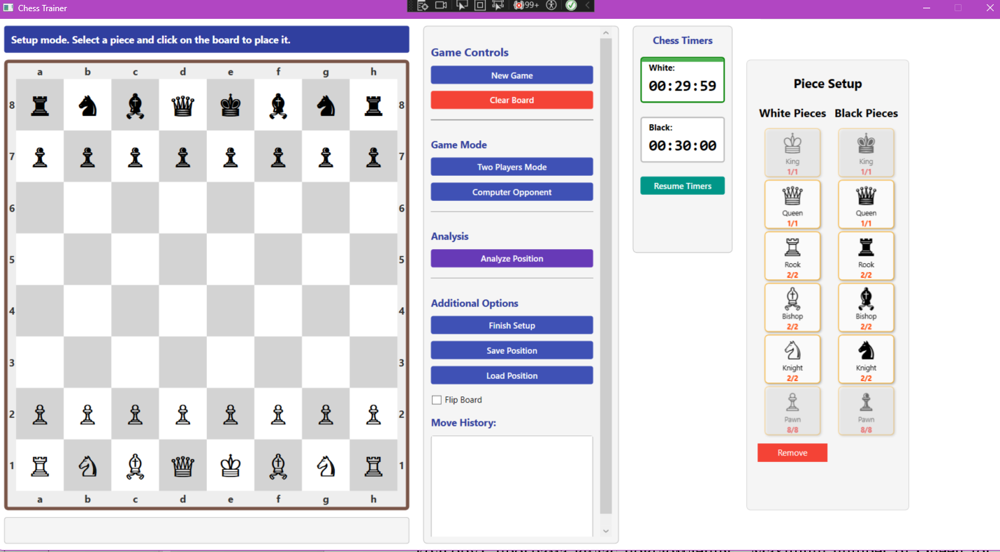 Chess Trainer
99+
Setup mode. Select a piece and click on the board to place it.
a b c d e f g h
8 8
7 7
6 6
5 5
4 4
3 3
2 2
1 1
a b c d e f g h
Game Controls
New Game
Clear Board
Game Mode
Two Players Mode
Computer Opponent
Analysis
Analyze Position
Additional Options
Finish Setup
Save Position
Load Position
Flip Board
Move History:
Chess Timers
White:
00:29:59
Black:
00:30:00
Resume Timers
Piece Setup
White Pieces Black Pieces
King King
1/1 1/1
Queen Queen
1/1 1/1
Rook Rook
2/2 2/2
Bishop Bishop
2/2 2/2
Knight Knight
2/2 2/2
Pawn Pawn
8/8 8/8
Remove